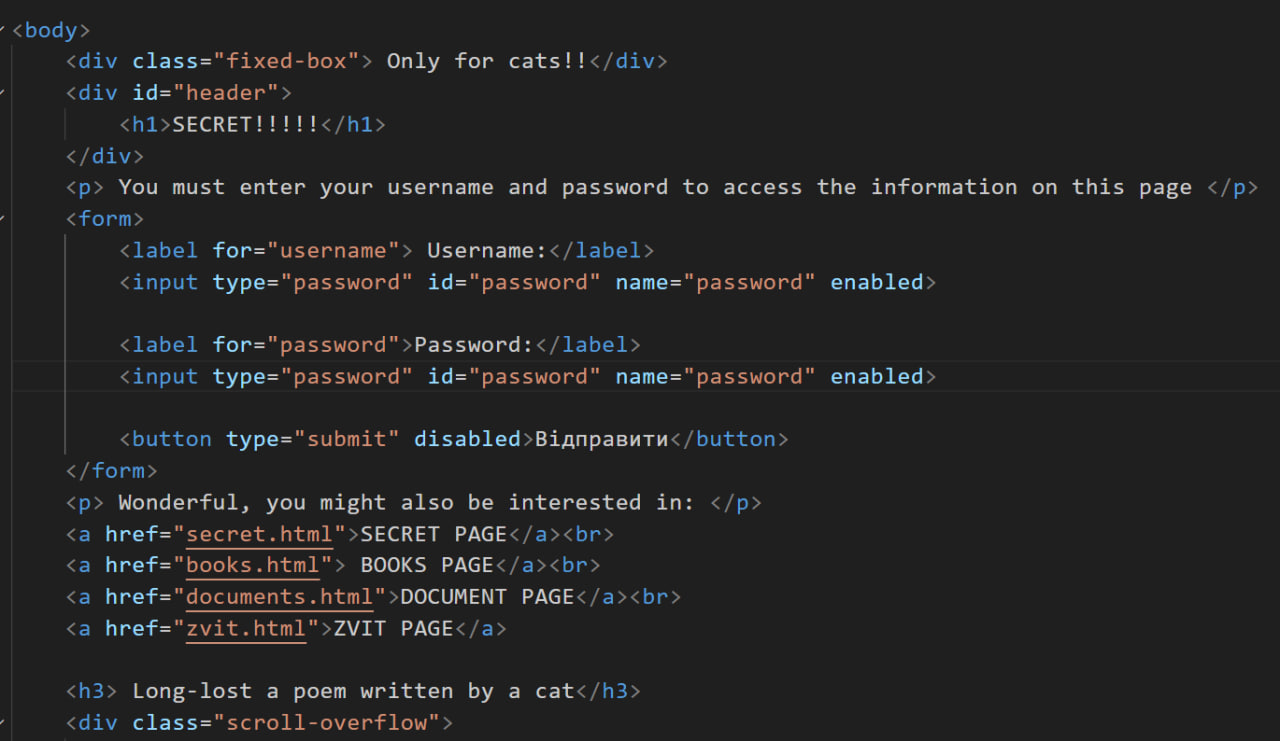 <body>
<div class="fixed-box"> Only for cats!!</div>
<div id="header">
<h1>SECRET!!!!!</h1>
</div>
<p> You must enter your username and password to access the information on this page </p>
<form>
<label for="username"> Username:</label>
<input type="password" id="password" name="password" enabled>
<label for="password">Password:</label>
<input type="password" id="password" name="password" enabled>
<button type="submit" disabled>Відправити</button>
</form>
<p> Wonderful, you might also be interested in: </p>
<a href="secret.html">SECRET PAGE</a><br>
<a href="books.html"> BOOKS PAGE</a><br>
<a href="documents.html">DOCUMENT PAGE</a><br>
<a href="zvit.html">ZVIT PAGE</a>
<h3> Long-lost a poem written by a cat</h3>
<div class="scroll-overflow">